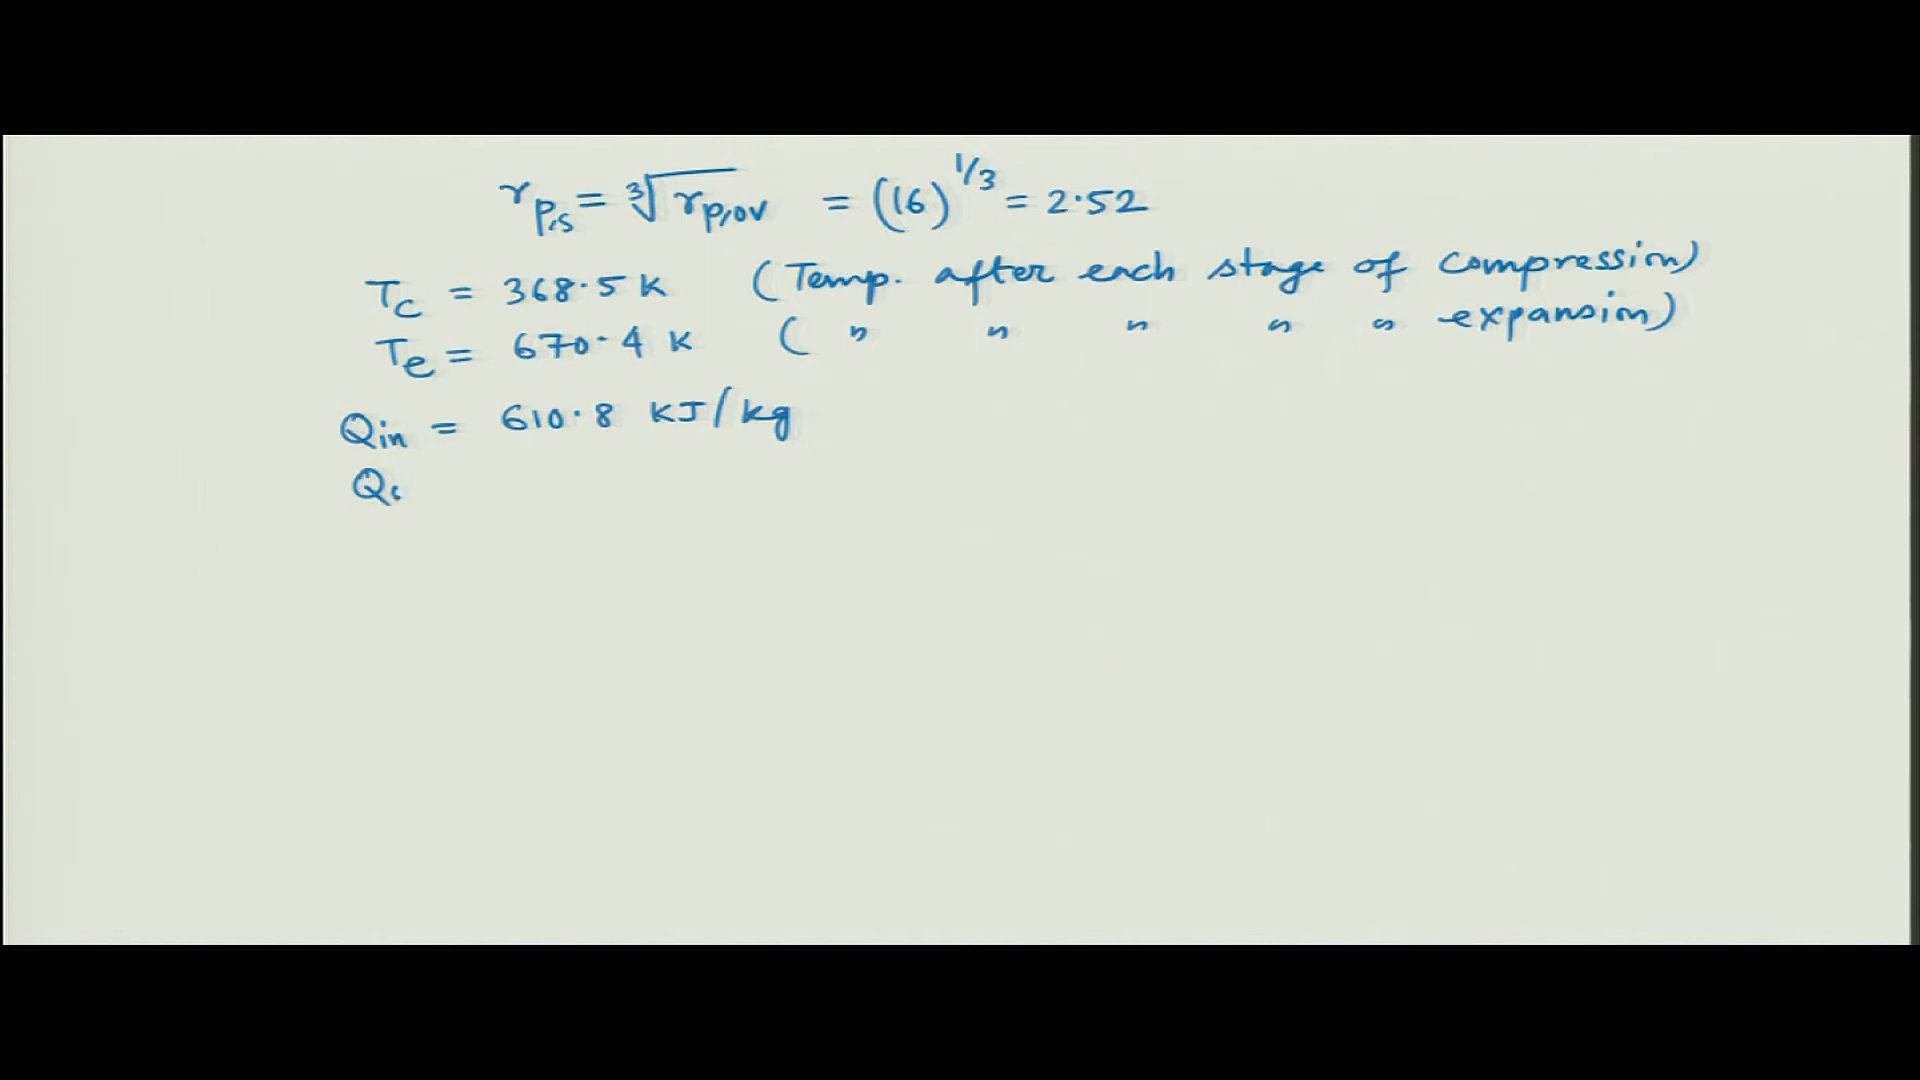 r_{p,s} = ∛r_{p,ov} = (16)^{1/3} = 2.52
T_c = 368.5 K (Temp. after each stage of compression)
T_e = 670.4 K ( " " " " " expansion)
Q_in = 610.8 KJ/kg
Q